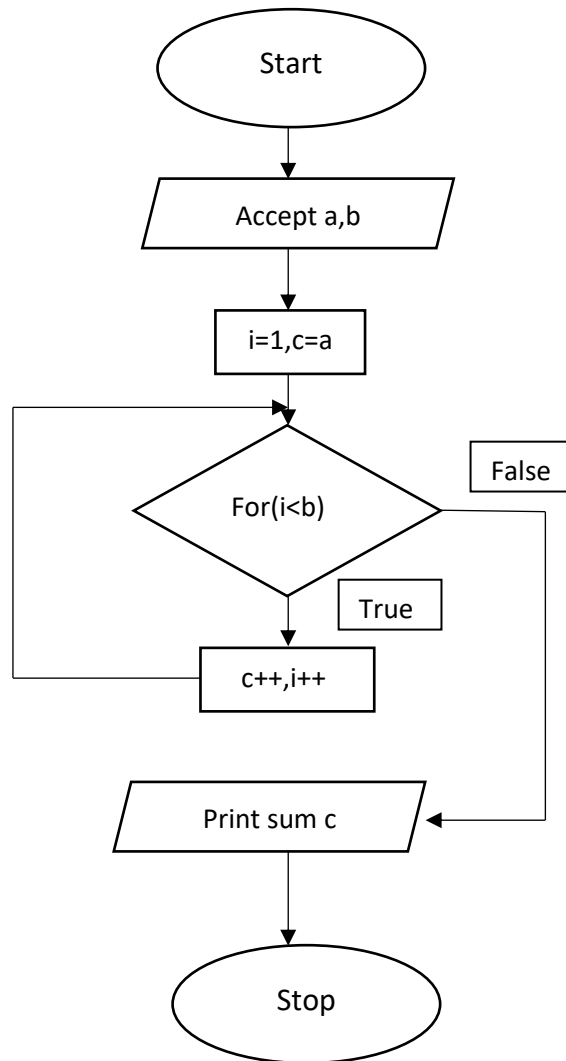 Start
Accept a,b
i=1,c=a
For(i<b)
False
True
c++,i++
Print sum c
Stop